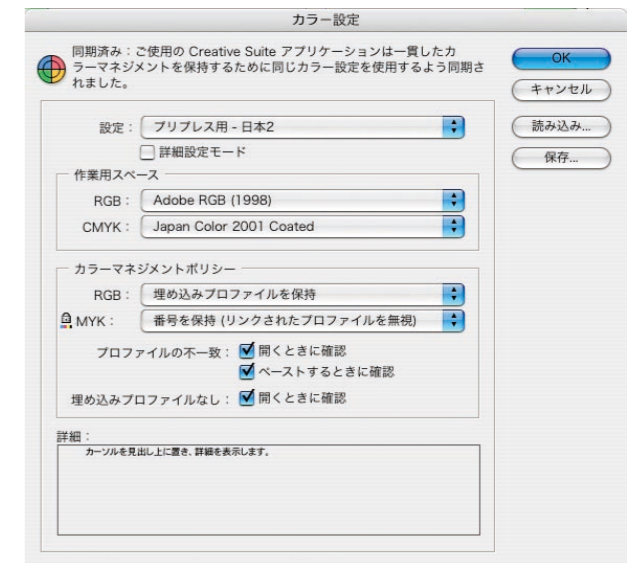 カラー設定
同期済み：ご使用の Creative Suite アプリケーションは一貫したカ
ラーマネジメントを保持するために同じカラー設定を使用するよう同期さ
れました。
OK
キャンセル
読み込み...
保存...
設定： プリプレス用 - 日本2
詳細設定モード
作業用スペース
RGB： Adobe RGB (1998)
CMYK： Japan Color 2001 Coated
カラーマネジメントポリシー
RGB： 埋め込みプロファイルを保持
MYK： 番号を保持 (リンクされたプロファイルを無視)
プロファイルの不一致： 開くときに確認
ペーストするときに確認
埋め込みプロファイルなし： 開くときに確認
詳細：
カーソルを見出し上に置き、詳細を表示します。